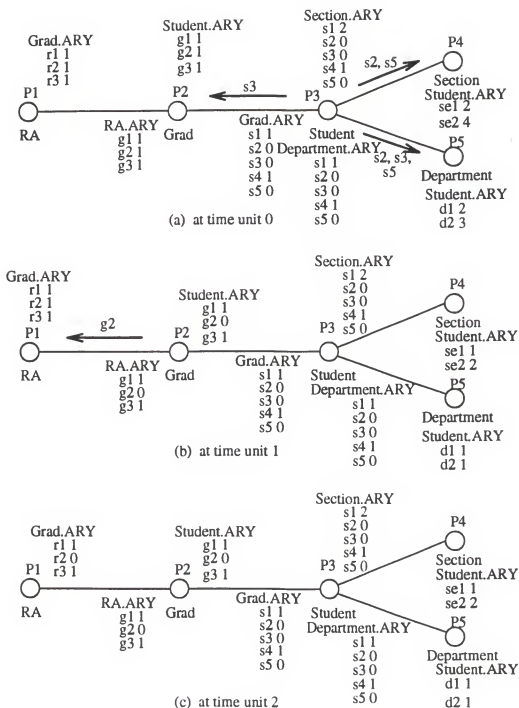 Grad.ARY
r1 1
r2 1
r3 1
P1
RA
RA.ARY
g1 1
g2 1
g3 1
Student.ARY
g1 1
g2 1
g3 1
P2
Grad
s3
Grad.ARY
s1 1
s2 0
s3 0
s4 1
s5 0
Section.ARY
s1 2
s2 0
s3 0
s4 1
s5 0
P3
Student
Department.ARY
s1 1
s2 0
s3 0
s4 1
s5 0
s2, s5
s2, s3,
s5
P4
Section
Student.ARY
se1 2
se2 4
P5
Department
Student.ARY
d1 2
d2 3
(a) at time unit 0
Grad.ARY
r1 1
r2 1
r3 1
P1
RA
g2
RA.ARY
g1 1
g2 0
g3 1
Student.ARY
g1 1
g2 0
g3 1
P2
Grad
Grad.ARY
s1 1
s2 0
s3 0
s4 1
s5 0
Section.ARY
s1 2
s2 0
s3 0
s4 1
s5 0
P3
Student
Department.ARY
s1 1
s2 0
s3 0
s4 1
s5 0
P4
Section
Student.ARY
se1 1
se2 2
P5
Department
Student.ARY
d1 1
d2 1
(b) at time unit 1
Grad.ARY
r1 1
r2 0
r3 1
P1
RA
RA.ARY
g1 1
g2 0
g3 1
Student.ARY
g1 1
g2 0
g3 1
P2
Grad
Grad.ARY
s1 1
s2 0
s3 0
s4 1
s5 0
Section.ARY
s1 2
s2 0
s3 0
s4 1
s5 0
P3
Student
Department.ARY
s1 1
s2 0
s3 0
s4 1
s5 0
P4
Section
Student.ARY
se1 1
se2 2
P5
Department
Student.ARY
d1 1
d2 1
(c) at time unit 2